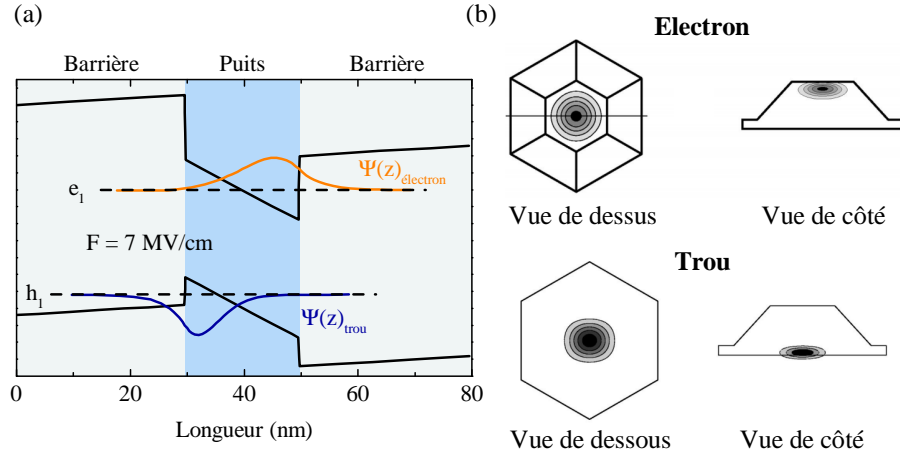 (a)
Barrière Puits Barrière
Ψ(z)électron
e1
F = 7 MV/cm
h1
Ψ(z)trou
0 20 40 60 80
Longueur (nm)
(b)
Electron
Vue de dessus Vue de côté
Trou
Vue de dessous Vue de côté